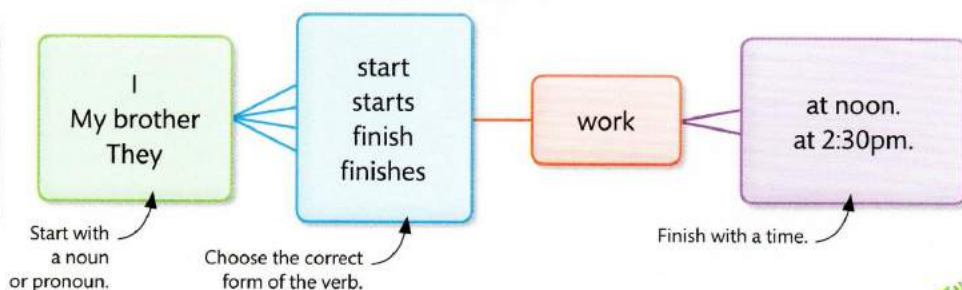 I
My brother
They
start
starts
finish
finishes
work
at noon.
at 2:30pm.
Start with
a noun
or pronoun.
Choose the correct
form of the verb.
Finish with a time.